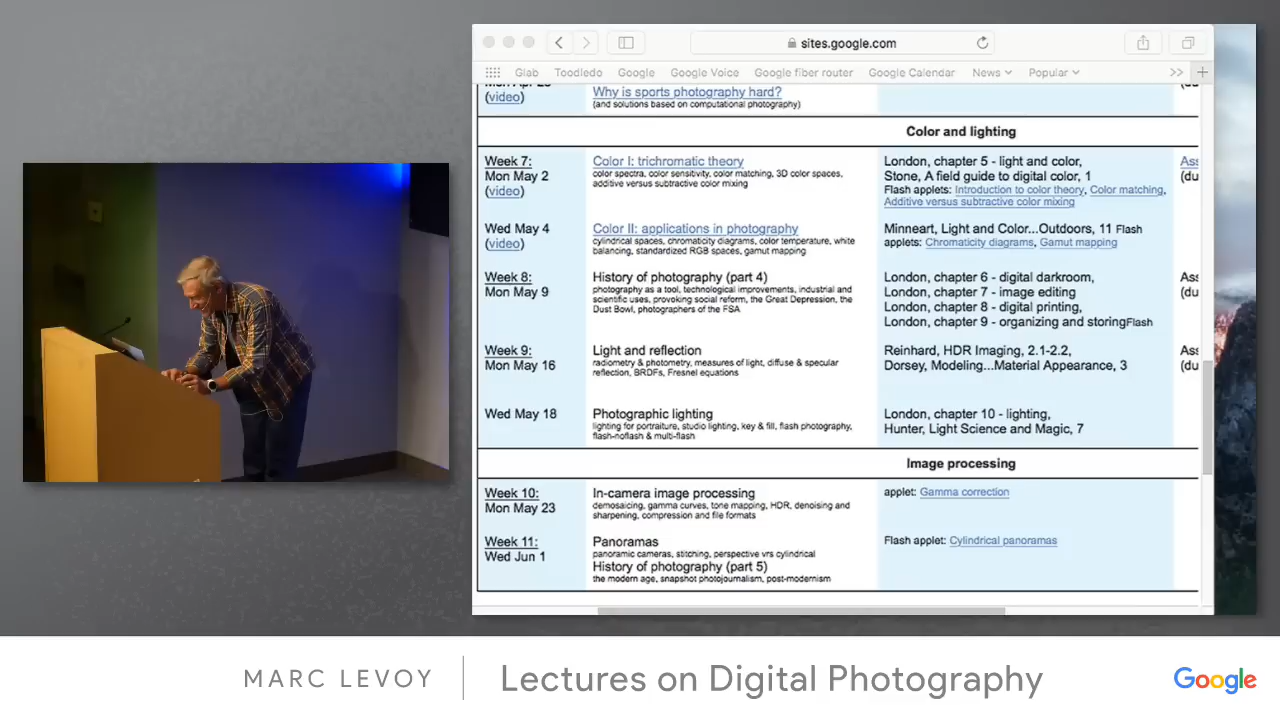 sites.google.com
Glab Toodledo Google Google Voice Google fiber router Google Calendar News Popular >> +
(video)
Why is sports photography hard?
(and solutions based on computational photography)
Color and lighting
Week 7:
Mon May 2
(video)
Color I: trichromatic theory
color spectra, color sensitivity, color matching, 3D color spaces,
additive versus subtractive color mixing
London, chapter 5 - light and color,
Stone, A field guide to digital color, 1
Flash applets: Introduction to color theory, Color matching,
Additive versus subtractive color mixing
Ass
(du
Wed May 4
(video)
Color II: applications in photography
cylindrical spaces, chromaticity diagrams, color temperature, white
balancing, standardized RGB spaces, gamut mapping
Minneart, Light and Color...Outdoors, 11 Flash
applets: Chromaticity diagrams, Gamut mapping
Week 8:
Mon May 9
History of photography (part 4)
photography as a tool, technological improvements, industrial and
scientific uses, provoking social reform, the Great Depression, the
Dust Bowl, photographers of the FSA
London, chapter 6 - digital darkroom,
London, chapter 7 - image editing
London, chapter 8 - digital printing,
London, chapter 9 - organizing and storingFlash
Ass
(du
Week 9:
Mon May 16
Light and reflection
radiometry & photometry, measures of light, diffuse & specular
reflection, BRDFs, Fresnel equations
Reinhard, HDR Imaging, 2.1-2.2,
Dorsey, Modeling...Material Appearance, 3
Ass
(du
Wed May 18
Photographic lighting
lighting for portraiture, studio lighting, key & fill, flash photography,
flash-noflash & multi-flash
London, chapter 10 - lighting,
Hunter, Light Science and Magic, 7
Image processing
Week 10:
Mon May 23
In-camera image processing
demosaicing, gamma curves, tone mapping, HDR, denoising and
sharpening, compression and file formats
applet: Gamma correction
Week 11:
Wed Jun 1
Panoramas
panoramic cameras, stitching, perspective vrs cylindrical
History of photography (part 5)
the modern age, snapshot photojournalism, post-modernism
Flash applet: Cylindrical panoramas
MARC LEVOY
Lectures on Digital Photography
Google